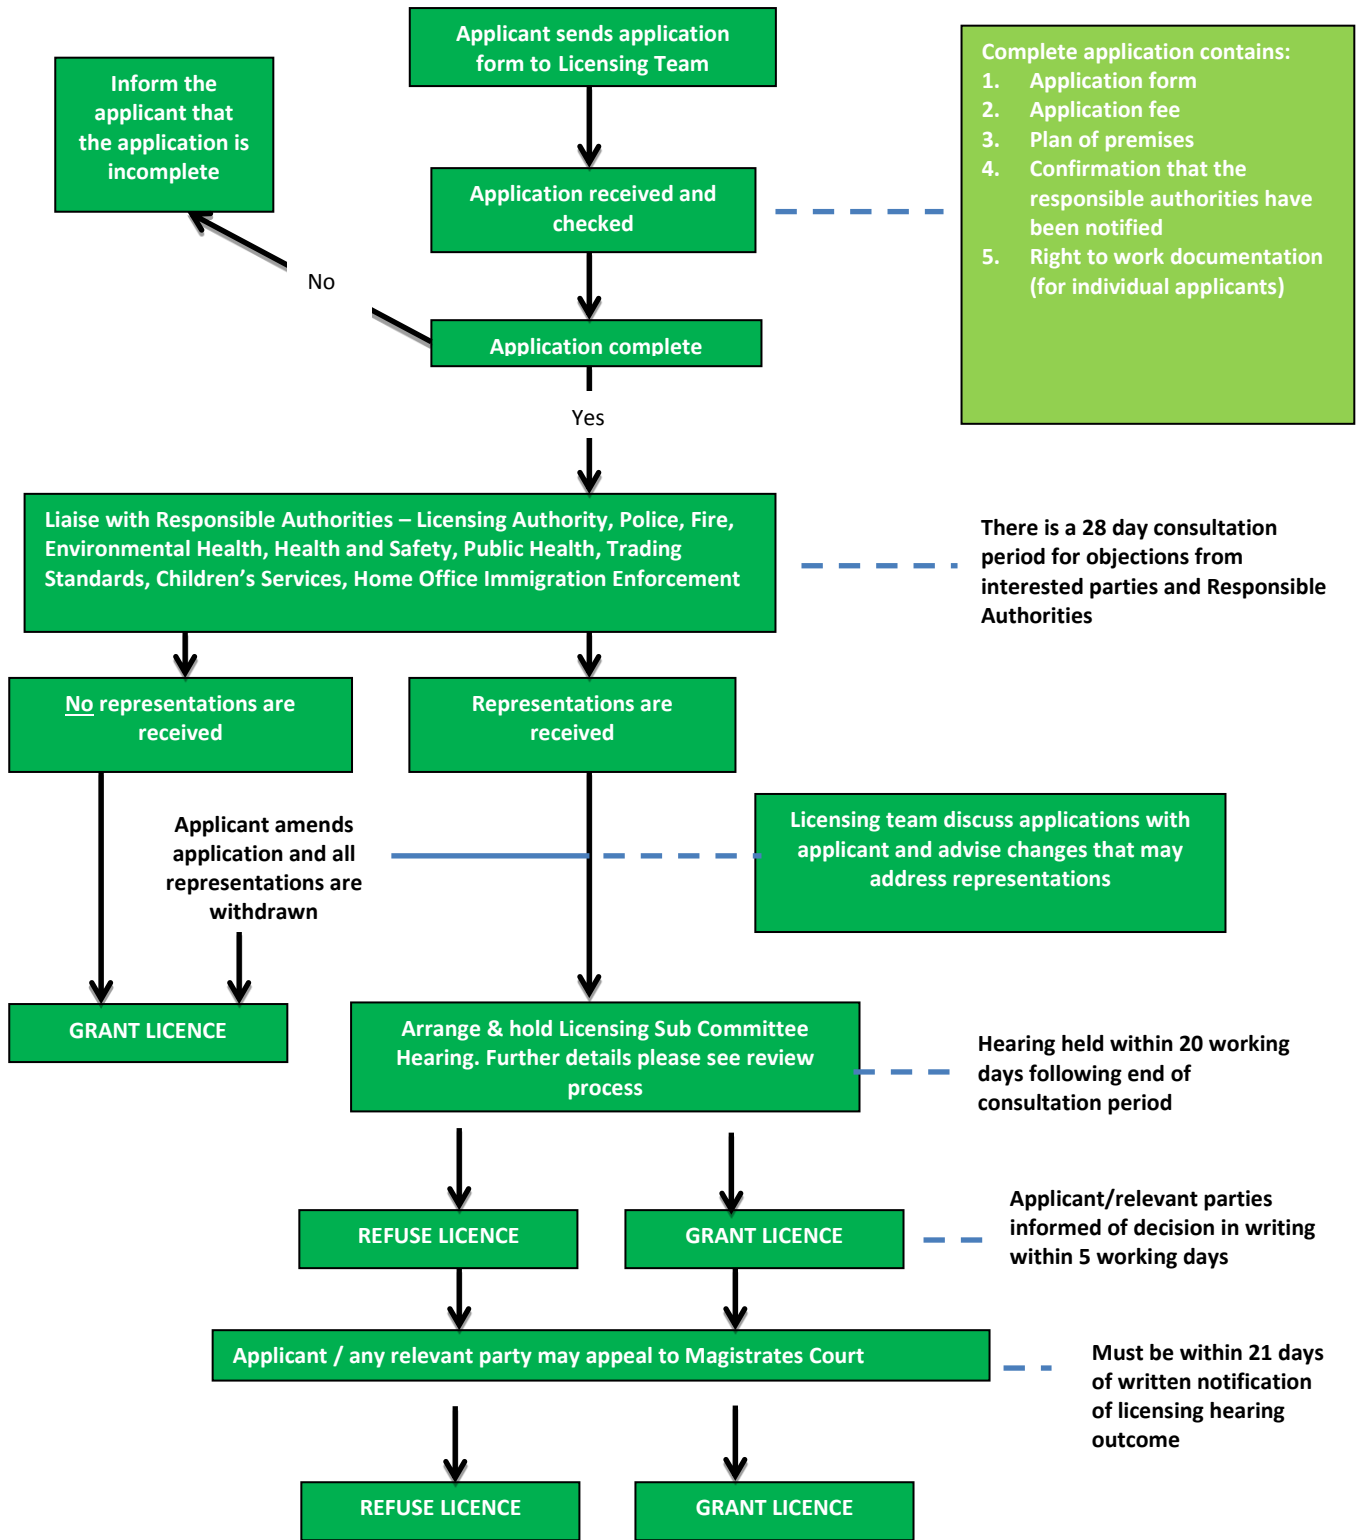 Applicant sends application
form to Licensing Team
Inform the
applicant that
the application is
incomplete
Complete application contains:
1. Application form
2. Application fee
3. Plan of premises
4. Confirmation that the
responsible authorities have
been notified
5. Right to work documentation
(for individual applicants)
Application received and
checked
No
Application complete
Yes
Liaise with Responsible Authorities – Licensing Authority, Police, Fire,
Environmental Health, Health and Safety, Public Health, Trading
Standards, Children’s Services, Home Office Immigration Enforcement
There is a 28 day consultation
period for objections from
interested parties and Responsible
Authorities
No representations are
received
Representations are
received
Applicant amends
application and all
representations are
withdrawn
Licensing team discuss applications with
applicant and advise changes that may
address representations
GRANT LICENCE
Arrange & hold Licensing Sub Committee
Hearing. Further details please see review
process
Hearing held within 20 working
days following end of
consultation period
REFUSE LICENCE
GRANT LICENCE
Applicant/relevant parties
informed of decision in writing
within 5 working days
Applicant / any relevant party may appeal to Magistrates Court
Must be within 21 days
of written notification
of licensing hearing
outcome
REFUSE LICENCE
GRANT LICENCE